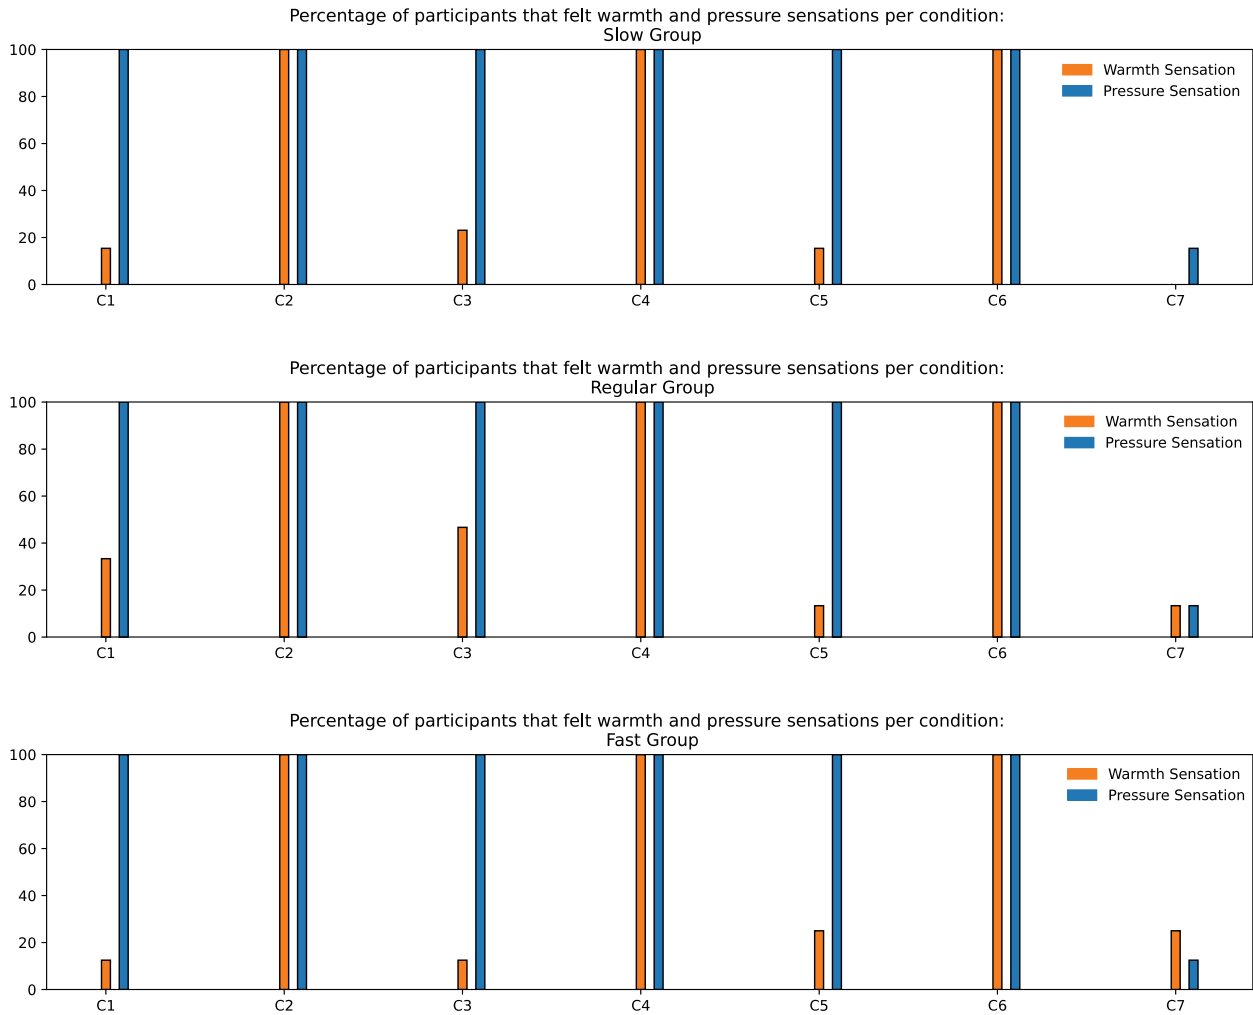 Percentage of participants that felt warmth and pressure sensations per condition:
Slow Group
100
80
60
40
20
0
Warmth Sensation
Pressure Sensation
C1 C2 C3 C4 C5 C6 C7
Percentage of participants that felt warmth and pressure sensations per condition:
Regular Group
100
80
60
40
20
0
Warmth Sensation
Pressure Sensation
C1 C2 C3 C4 C5 C6 C7
Percentage of participants that felt warmth and pressure sensations per condition:
Fast Group
100
80
60
40
20
0
Warmth Sensation
Pressure Sensation
C1 C2 C3 C4 C5 C6 C7